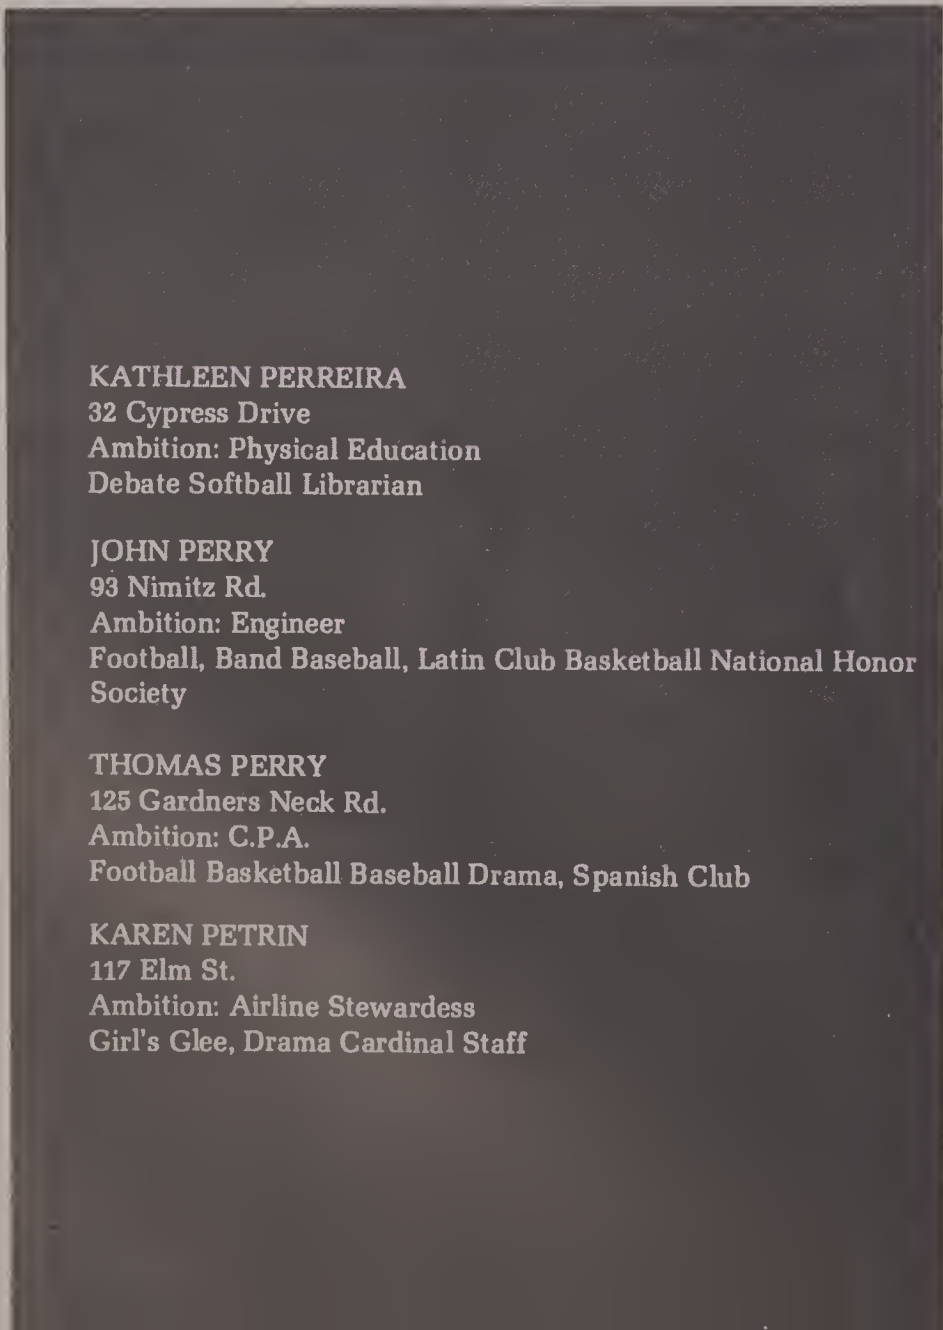 KATHLEEN PERREIRA
32 Cypress Drive
Ambition: Physical Education
Debate Softball Librarian
JOHN PERRY
93 Nimitz Rd.
Ambition: Engineer
Football, Band Baseball, Latin Club Basketball National Honor
Society
THOMAS PERRY
125 Gardners Neck Rd.
Ambition: C.P.A.
Football Basketball Baseball Drama, Spanish Club
KAREN PETRIN
117 Elm St.
Ambition: Airline Stewardess
Girl's Glee, Drama Cardinal Staff